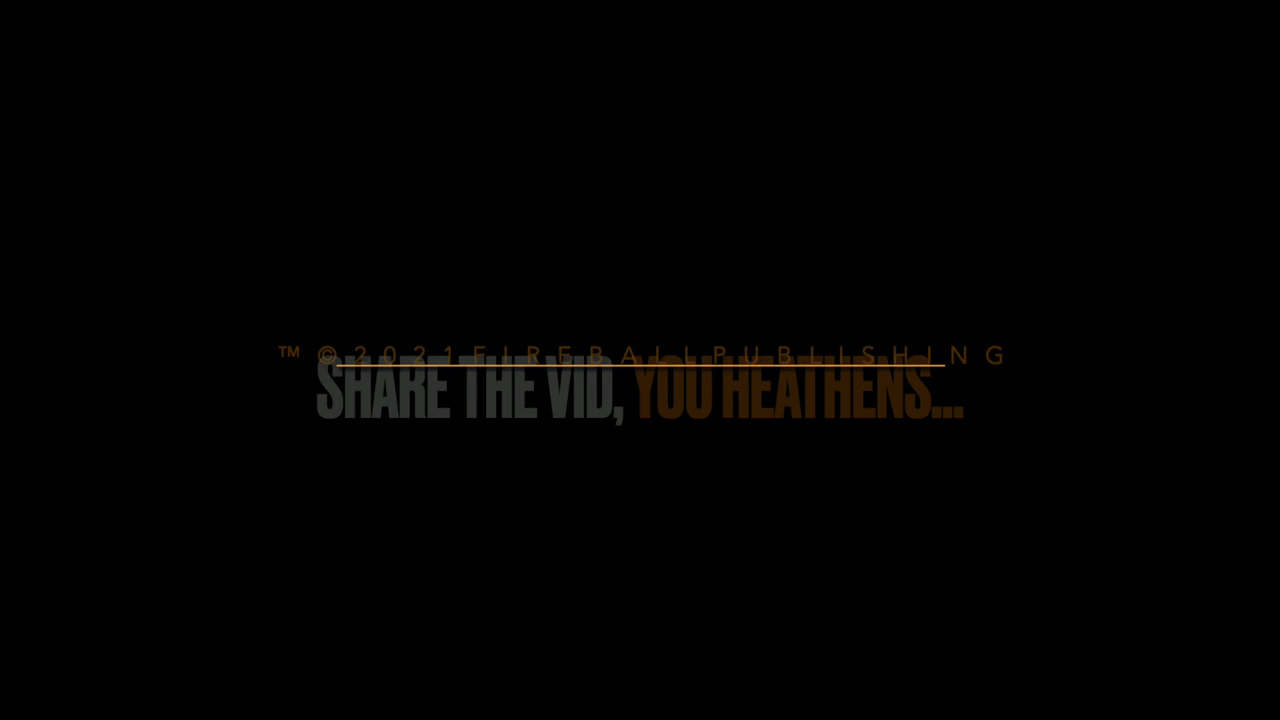 ™ © 2 0 2 1 F I R E B A L L P U B L I S H I N G
SHARE THE VID, YOU HEATHENS...